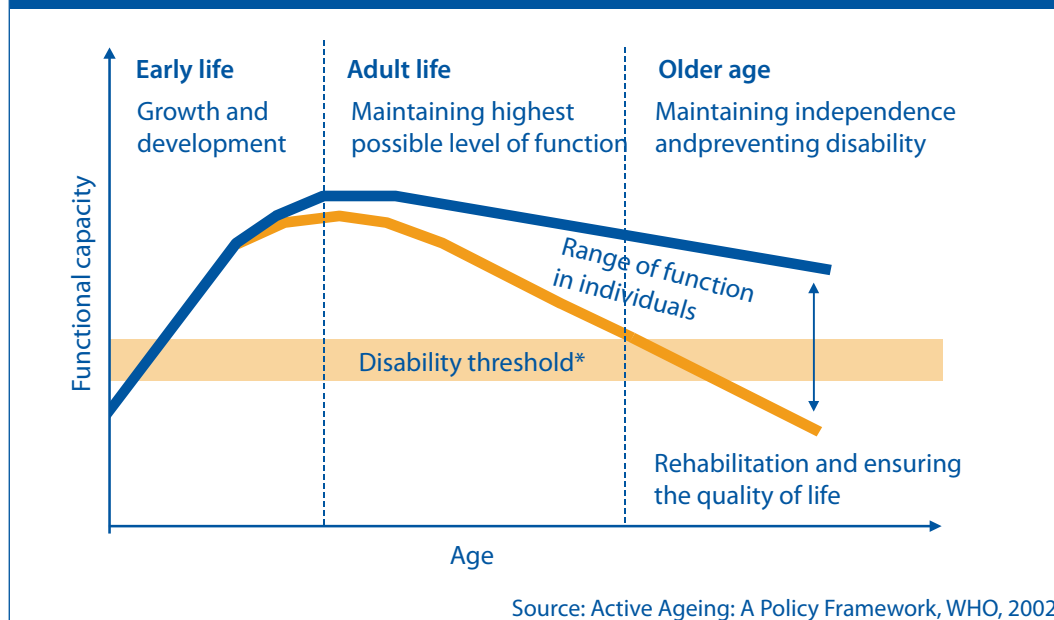 Early life
Growth and
development
Adult life
Maintaining highest
possible level of function
Older age
Maintaining independence
andpreventing disability
Functional capacity
Range of function
in individuals
Disability threshold*
Rehabilitation and ensuring
the quality of life
Age
Source: Active Ageing: A Policy Framework, WHO, 2002